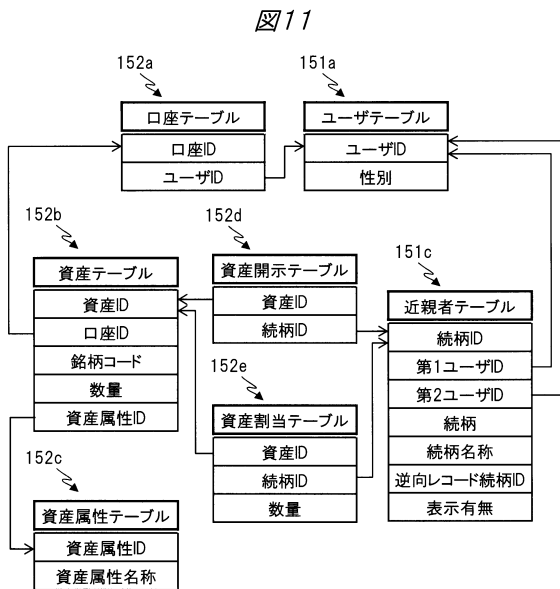 図11
152a
口座テーブル
口座ID
ユーザID
151a
ユーザテーブル
ユーザID
性別
152b
資産テーブル
資産ID
口座ID
銘柄コード
数量
資産属性ID
152d
資産開示テーブル
資産ID
続柄ID
152e
資産割当テーブル
資産ID
続柄ID
数量
151c
近親者テーブル
続柄ID
第1ユーザID
第2ユーザID
続柄
続柄名称
逆向レコード続柄ID
表示有無
152c
資産属性テーブル
資産属性ID
資産属性名称